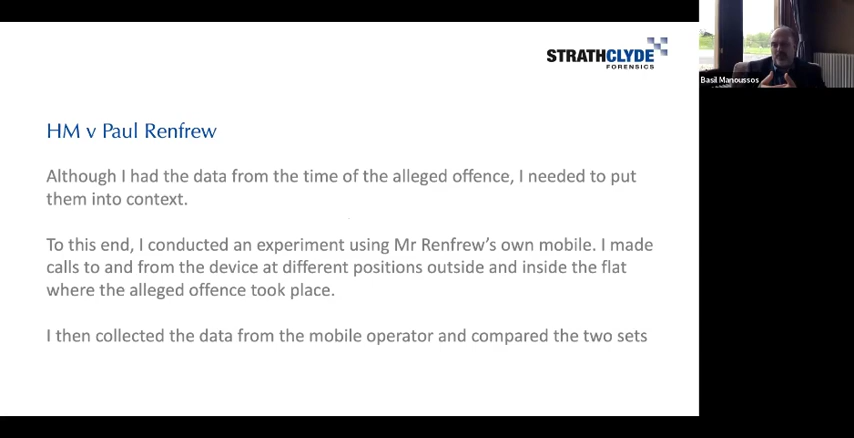 STRATHCLYDE
FORENSICS
Basil Manoussos
HM v Paul Renfrew
Although I had the data from the time of the alleged offence, I needed to put
them into context.
To this end, I conducted an experiment using Mr Renfrew's own mobile. I made
calls to and from the device at different positions outside and inside the flat
where the alleged offence took place.
I then collected the data from the mobile operator and compared the two sets